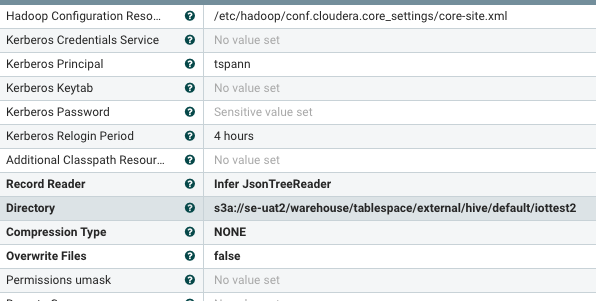 Hadoop Configuration Reso... /etc/hadoop/conf.cloudera.core_settings/core-site.xml
Kerberos Credentials Service No value set
Kerberos Principal tspann
Kerberos Keytab No value set
Kerberos Password Sensitive value set
Kerberos Relogin Period 4 hours
Additional Classpath Resour... No value set
Record Reader Infer JsonTreeReader
Directory s3a://se-uat2/warehouse/tablespace/external/hive/default/iottest2
Compression Type NONE
Overwrite Files false
Permissions umask No value set